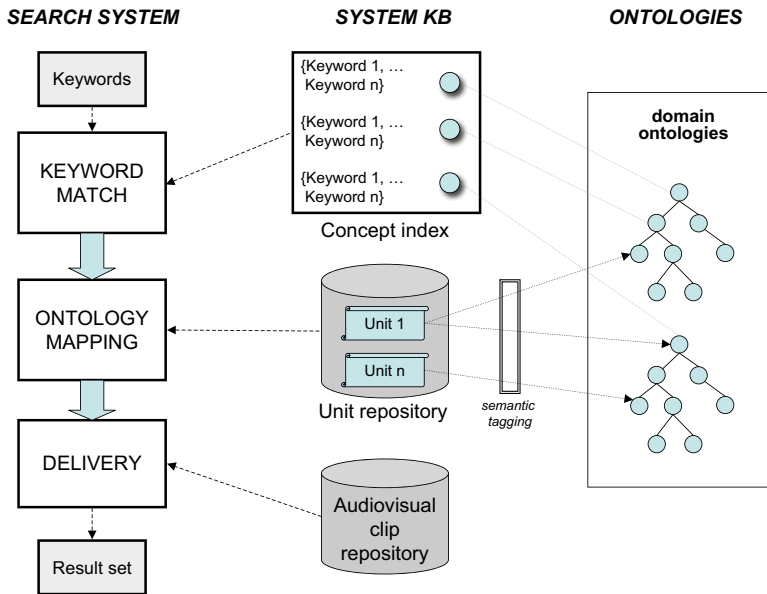 SEARCH SYSTEM
SYSTEM KB
ONTOLOGIES
Keywords
KEYWORD
MATCH
ONTOLOGY
MAPPING
DELIVERY
Result set
{Keyword 1, …
Keyword n}
{Keyword 1, …
Keyword n}
{Keyword 1, …
Keyword n}
Concept index
Unit 1
Unit n
Unit repository
semantic
tagging
Audiovisual
clip
repository
domain
ontologies